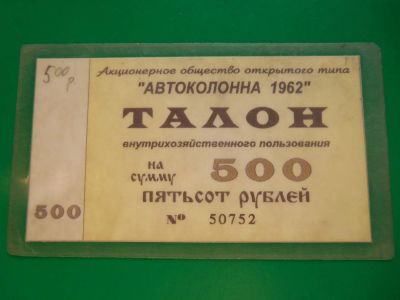 500
р.
Акционерное общество открытого типа
"АВТОКОЛОННА 1962"
ТАЛОН
внутрихозяйственного пользования
на сумму 500
ПЯТЬСОТ РУБЛЕЙ
№ 50752
500